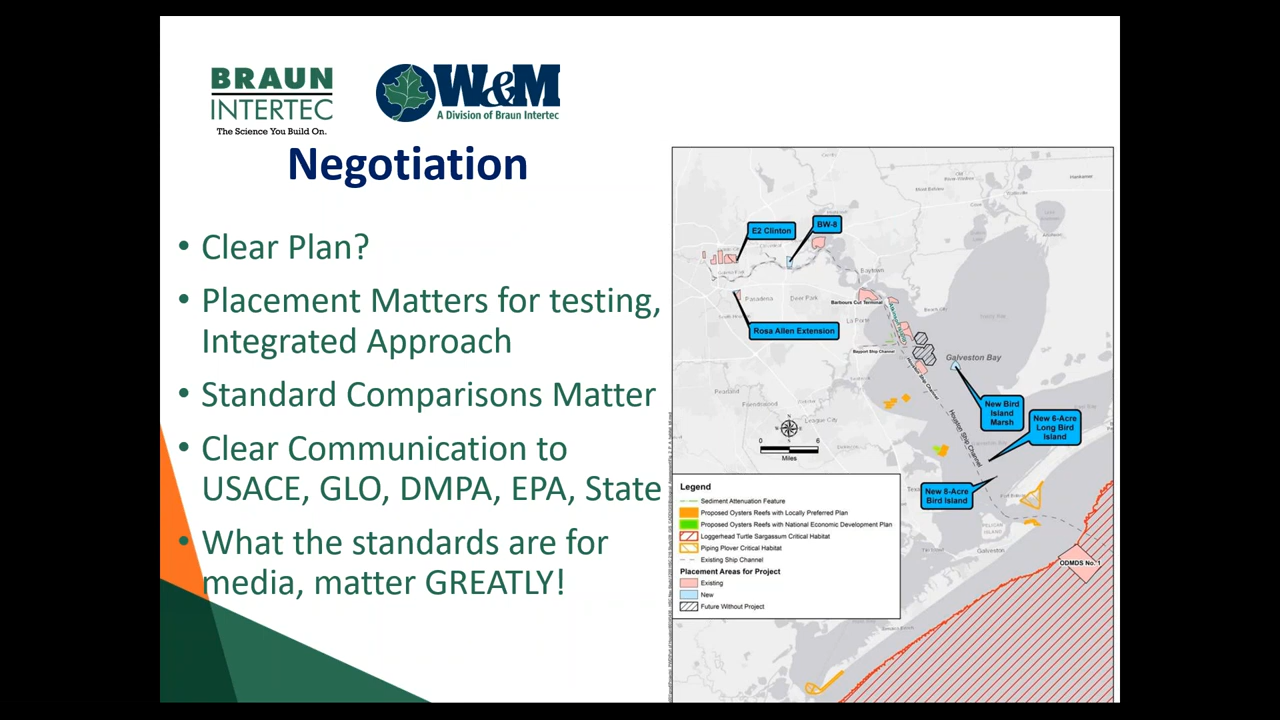 BRAUN
INTERTEC
The Science You Build On.
W&M
A Division of Braun Intertec
Negotiation
• Clear Plan?
• Placement Matters for testing,
Integrated Approach
• Standard Comparisons Matter
• Clear Communication to
USACE, GLO, DMPA, EPA, State
• What the standards are for
media, matter GREATLY!
E2 Clinton
BW-8
Baytown
Pasadena
Deer Park
Barbours Cut Terminal
La Porte
Rosa Allen Extension
Bayport Ship Channel
Galveston Bay
Pearland
Friendswood
League City
New Bird
Island
Marsh
New 6-Acre
Long Bird
Island
Houston Ship Channel
N
0 6
Miles
New 8-Acre
Bird Island
PELICAN
ISLAND
Galveston
ODMDS No. 1
Legend
Sediment Attenuation Feature
Proposed Oysters Reefs with Locally Preferred Plan
Proposed Oysters Reefs with National Economic Development Plan
Loggerhead Turtle Sargassum Critical Habitat
Piping Plover Critical Habitat
Existing Ship Channel
Placement Areas for Project
Existing
New
Future Without Project